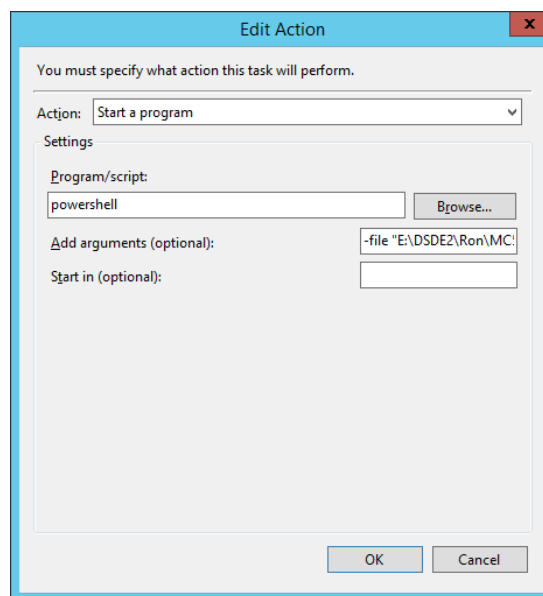 Edit Action
x
You must specify what action this task will perform.
Action: Start a program
Settings
Program/script:
powershell Browse...
Add arguments (optional): -file "E:\DSDE2\Ron\MC
Start in (optional):
OK Cancel